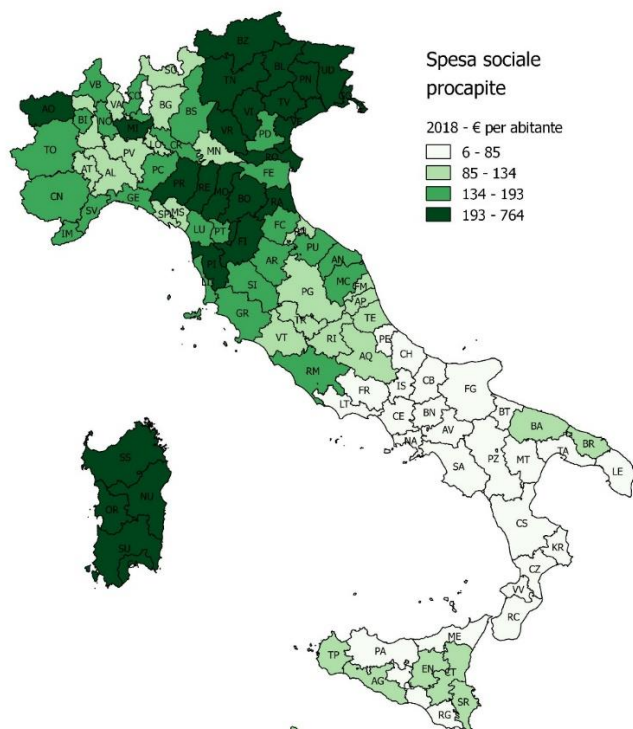 Spesa sociale
procapite
2018 - € per abitante
6 - 85
85 - 134
134 - 193
193 - 764
BZ
SO
BL
TN
PN
UD
VB
CO
VA
BG
BS
AO
BI
NO
MI
VI
TV
VR
PD
TO
LO
CR
MN
RO
PV
AT
AL
PC
FE
CN
GE
PR
RE
MO
BO
RA
SV
IM
SP
MS
LU
PT
FC
FI
PU
PI
AR
AN
MC
LI
SI
PG
FM
AP
GR
TR
TE
VT
RI
PE
AQ
CH
RM
FR
IS
CB
FG
LT
CE
BN
BT
BA
NA
AV
BR
SA
PZ
MT
TA
LE
SS
NU
OR
SU
CS
KR
CZ
VV
RC
ME
PA
TP
EN
CT
AG
SR
RG